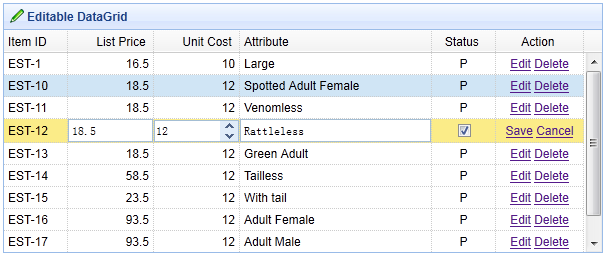 Editable DataGrid
Item ID List Price Unit Cost Attribute Status Action
EST-1 16.5 10 Large P Edit Delete
EST-10 18.5 12 Spotted Adult Female P Edit Delete
EST-11 18.5 12 Venomless P Edit Delete
EST-12 18.5 12 Rattleless Save Cancel
EST-13 18.5 12 Green Adult P Edit Delete
EST-14 58.5 12 Tailless P Edit Delete
EST-15 23.5 12 With tail P Edit Delete
EST-16 93.5 12 Adult Female P Edit Delete
EST-17 93.5 12 Adult Male P Edit Delete